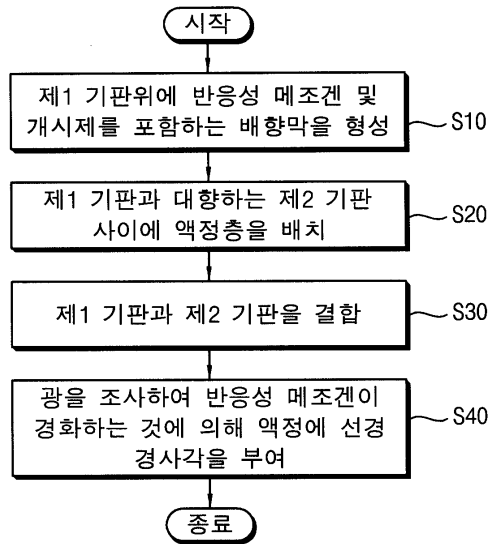 시작
제1 기판위에 반응성 메조겐 및
개시제를 포함하는 배향막을 형성
S10
제1 기판과 대향하는 제2 기판
사이에 액정층을 배치
S20
제1 기판과 제2 기판을 결합
S30
광을 조사하여 반응성 메조겐이
경화하는 것에 의해 액정에 선경
경사각을 부여
S40
종료